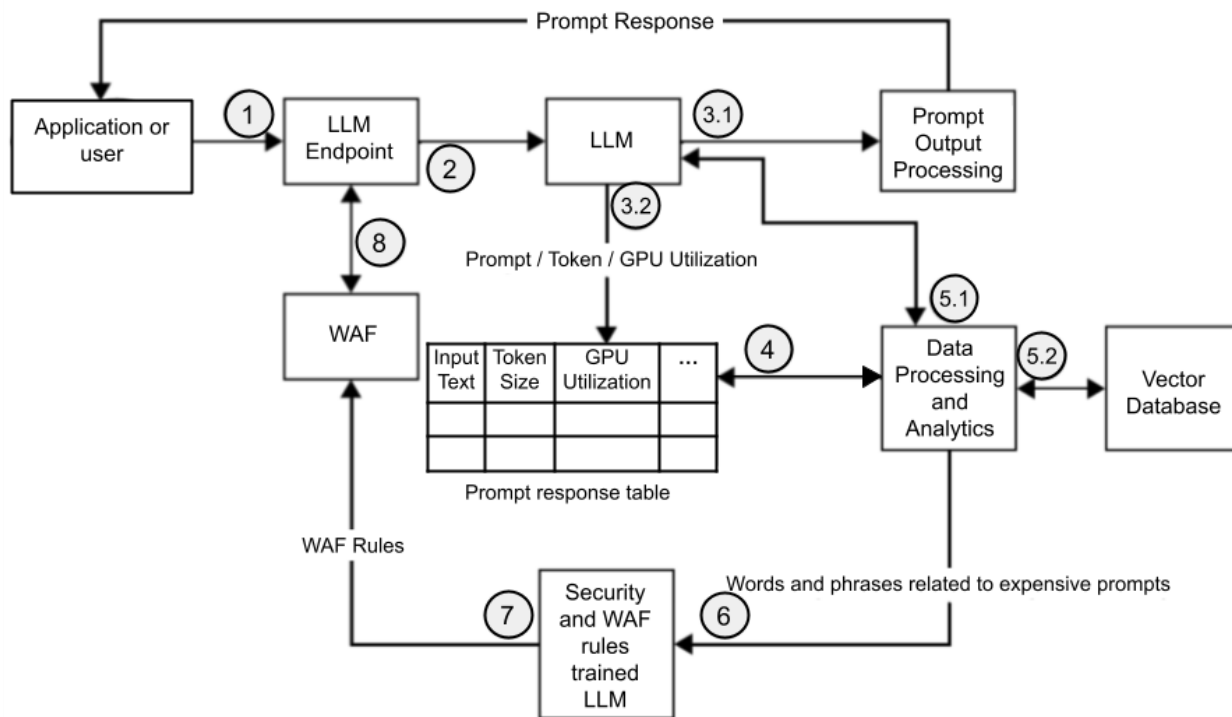 Prompt Response
Application or
user
1
LLM
Endpoint
2
LLM
3.1
Prompt
Output
Processing
3.2
8
Prompt / Token / GPU Utilization
5.1
WAF
Input
Text
Token
Size
GPU
Utilization
...
4
Data
Processing
and
Analytics
5.2
Vector
Database
Prompt response table
WAF Rules
Words and phrases related to expensive prompts
7
Security
and WAF
rules
trained
LLM
6